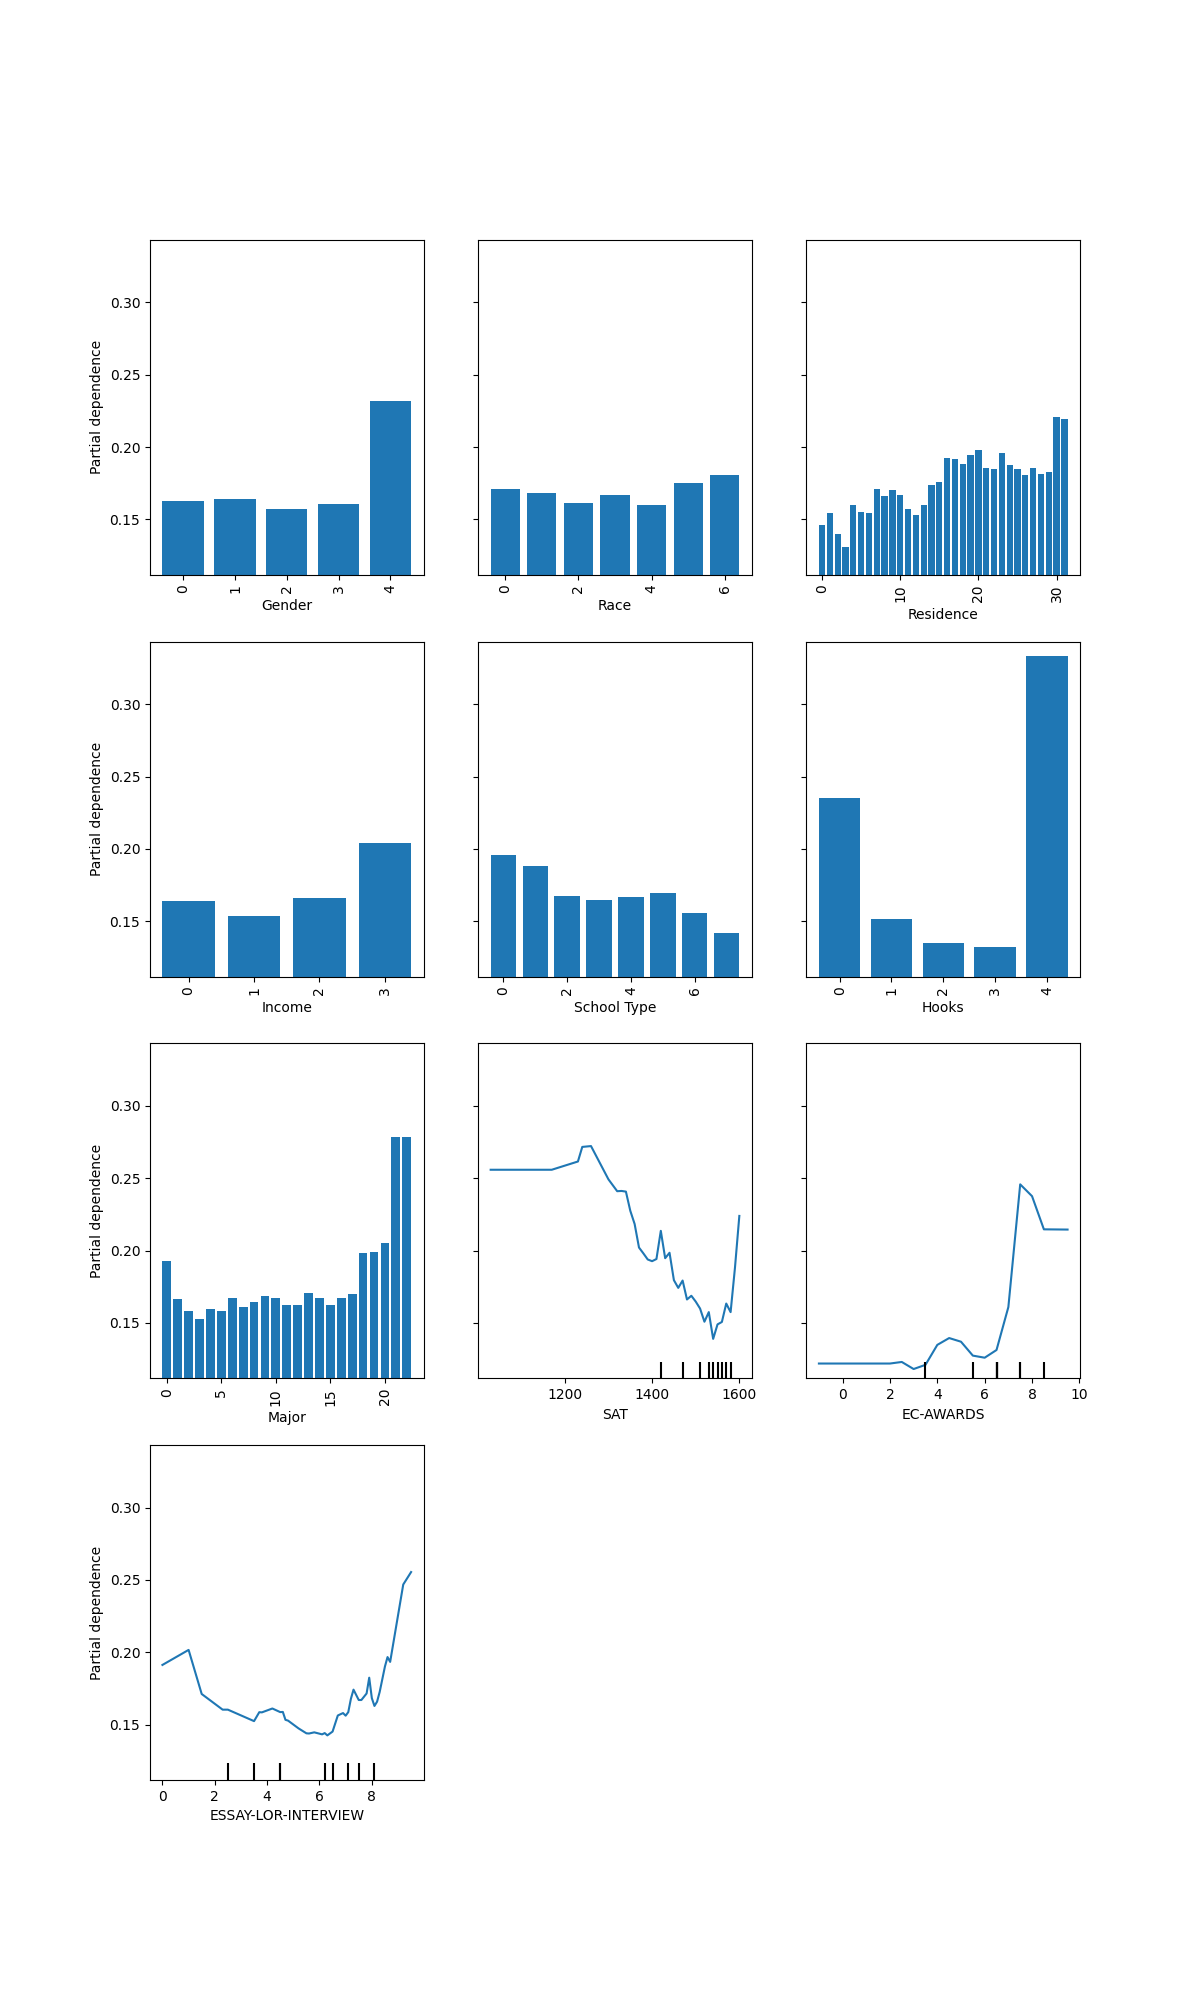 0.30
0.25
0.20
0.15
Partial dependence
0 1 2 3 4
Gender
0 2 4 6
Race
0 10 20 30
Residence
0.30
0.25
0.20
0.15
Partial dependence
0 1 2 3
Income
0 2 4 6
School Type
0 1 2 3 4
Hooks
0.30
0.25
0.20
0.15
Partial dependence
0 5 10 15 20
Major
1200 1400 1600
SAT
0 2 4 6 8 10
EC-AWARDS
0.30
0.25
0.20
0.15
Partial dependence
0 2 4 6 8
ESSAY-LOR-INTERVIEW